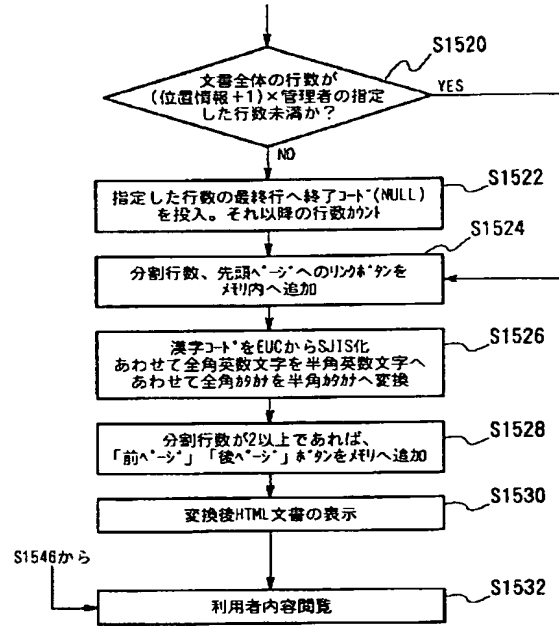 S1520
文書全体の行数が
(位置情報+1)×管理者の指定
した行数未満か?
YES
NO
S1522
指定した行数の最終行へ終了ｺｰﾄﾞ(NULL)
を投入。それ以降の行数ｶｳﾝﾄ
S1524
分割行数、先頭ﾍﾟｰｼﾞへのﾘﾝｸﾎﾞﾀﾝを
ﾒﾓﾘ内へ追加
S1526
漢字ｺｰﾄﾞをEUCからSJIS化
あわせて全角英数文字を半角英数文字へ
あわせて全角ｶﾀｶﾅを半角ｶﾀｶﾅへ変換
S1528
分割行数が2以上であれば、
「前ﾍﾟｰｼﾞ」「後ﾍﾟｰｼﾞ」ﾎﾞﾀﾝをﾒﾓﾘへ追加
S1530
変換後HTML文書の表示
S1546から
S1532
利用者内容閲覧